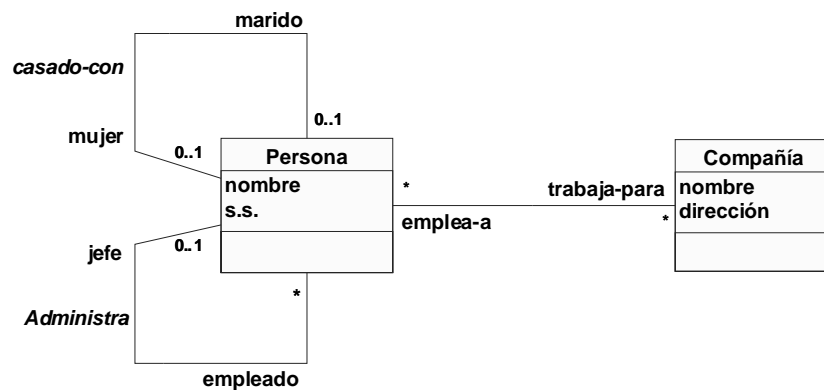 marido
casado-con
0..1
mujer
0..1
Persona
Compañía
nombre
s.s.
*
trabaja-para
nombre
dirección
emplea-a
*
0..1
jefe
*
Administra
empleado